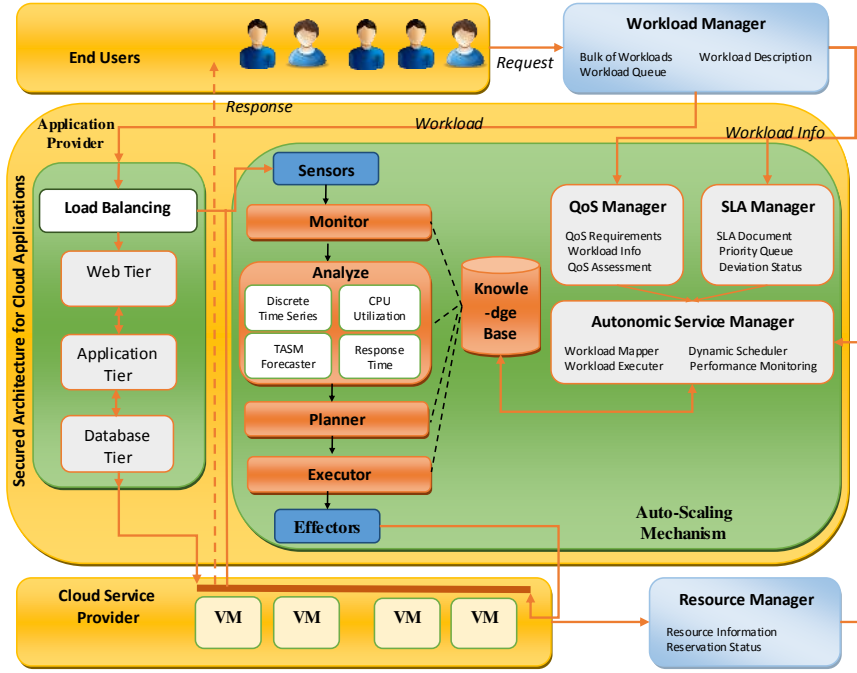 End Users
Request
Workload Manager
Bulk of Workloads
Workload Queue
Workload Description
Response
Workload
Workload Info
Secured Architecture for Cloud Applications
Application
Provider
Load Balancing
Web Tier
Application
Tier
Database
Tier
Sensors
Monitor
Analyze
Discrete
Time Series
CPU
Utilization
TASM
Forecaster
Response
Time
Planner
Executor
Effectors
Knowle
-dge
Base
QoS Manager
QoS Requirements
Workload Info
QoS Assessment
SLA Manager
SLA Document
Priority Queue
Deviation Status
Autonomic Service Manager
Workload Mapper
Workload Executer
Dynamic Scheduler
Performance Monitoring
Auto-Scaling
Mechanism
Cloud Service
Provider
VM
VM
VM
VM
Resource Manager
Resource Information
Reservation Status